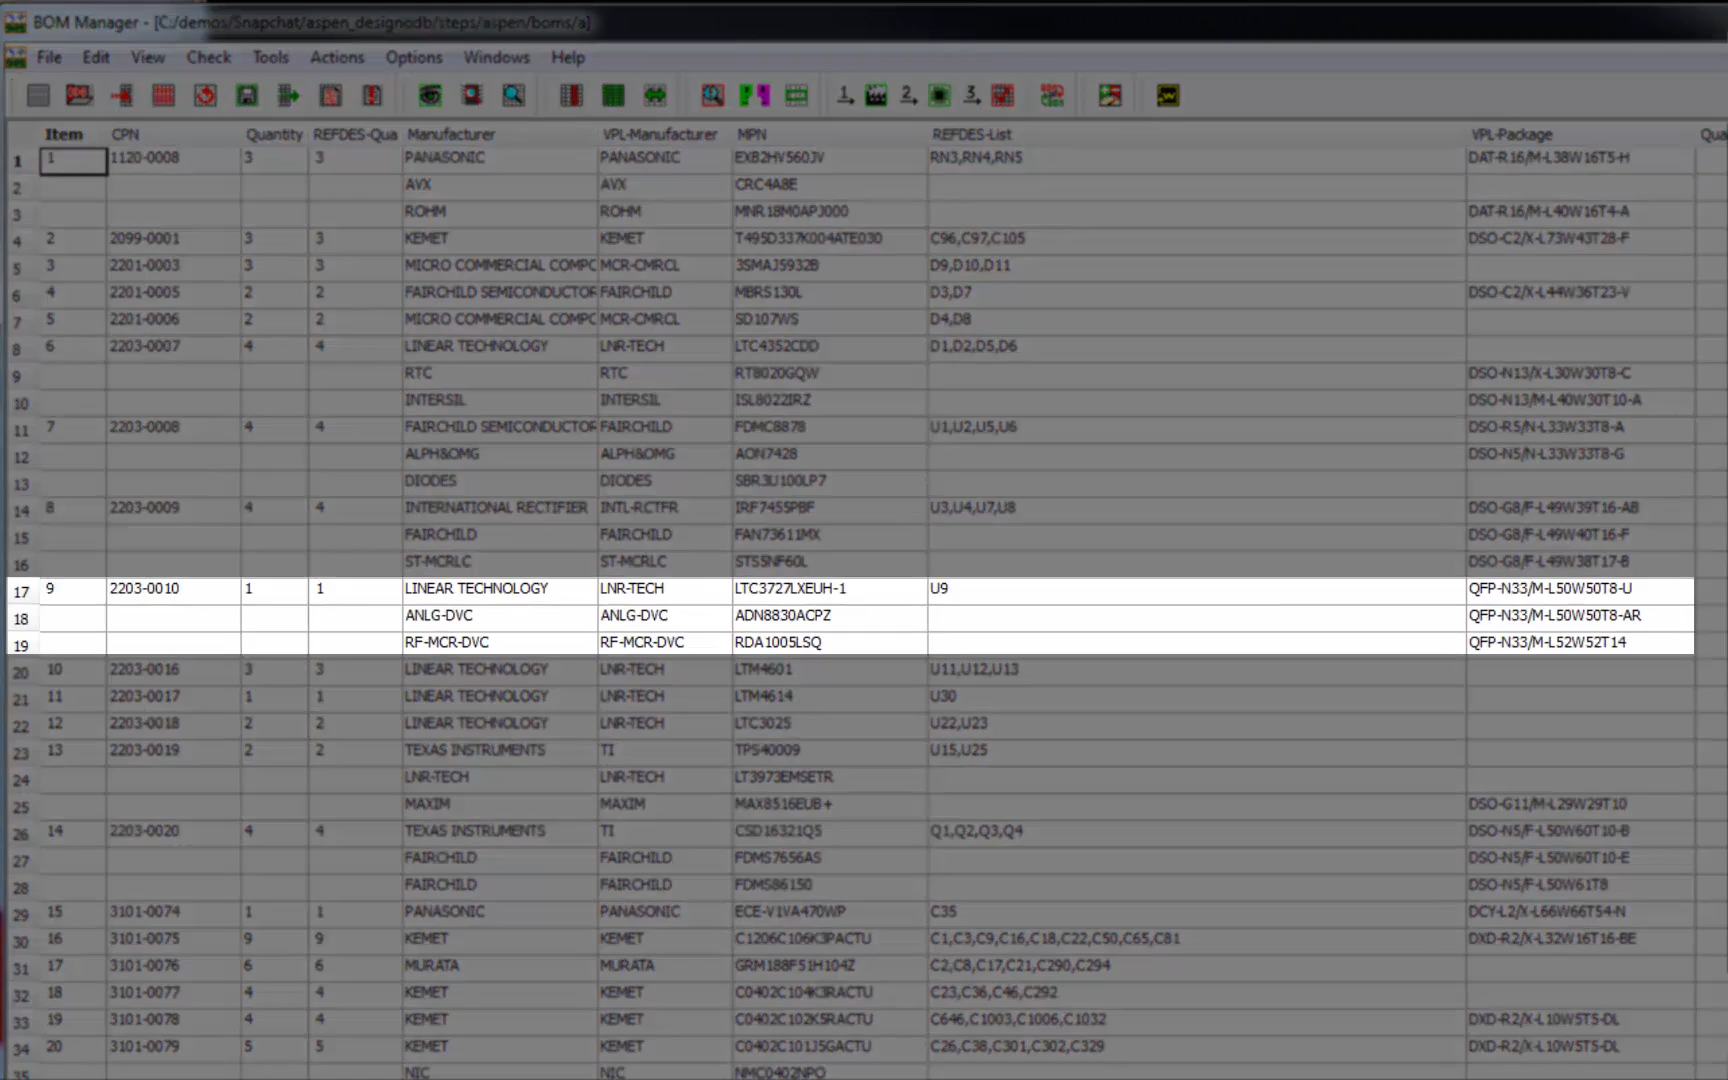 BOM Manager - [C:/demos/Snapchat/aspen_designodb/steps/aspen/boms/a]
File Edit View Check Tools Actions Options Windows Help
1. 2. 3.
Item CPN Quantity REFDES-Qua Manufacturer VPL-Manufacturer MPN REFDES-List VPL-Package Qua
1 1 1120-0008 3 3 PANASONIC PANASONIC EXB2HV560JV RN3,RN4,RN5 DAT-R16/M-L38W16T5-H
2 AVX AVX CRC4A8E
3 ROHM ROHM MNR18M0APJ000 DAT-R16/M-L40W16T4-A
4 2 2099-0001 3 3 KEMET KEMET T495D337K004ATE030 C96,C97,C105 DSO-C2/X-L73W43T28-F
5 3 2201-0003 3 3 MICRO COMMERCIAL COMPC MCR-CMRCL 3SMAJ5932B D9,D10,D11
6 4 2201-0005 2 2 FAIRCHILD SEMICONDUCTOR FAIRCHILD MBRS130L D3,D7 DSO-C2/X-L44W36T23-V
7 5 2201-0006 2 2 MICRO COMMERCIAL COMPC MCR-CMRCL SD107WS D4,D8
8 6 2203-0007 4 4 LINEAR TECHNOLOGY LNR-TECH LTC4352CDD D1,D2,D5,D6
9 RTC RTC RT8020GQW DSO-N13/X-L30W30T8-C
10 INTERSIL INTERSIL ISL8022IRZ DSO-N13/M-L40W30T10-A
11 7 2203-0008 4 4 FAIRCHILD SEMICONDUCTOR FAIRCHILD FDMC8878 U1,U2,U5,U6 DSO-R5/N-L33W33T8-A
12 ALPH&OMG ALPH&OMG AON7428 DSO-N5/N-L33W33T8-G
13 DIODES DIODES SBR3U100LP7
14 8 2203-0009 4 4 INTERNATIONAL RECTIFIER INTL-RCTFR IRF7455PBF U3,U4,U7,U8 DSO-G8/F-L49W39T16-AB
15 FAIRCHILD FAIRCHILD FAN73611MX DSO-G8/F-L49W40T16-F
16 ST-MCRLC ST-MCRLC STS5NF60L DSO-G8/F-L49W38T17-B
17 9 2203-0010 1 1 LINEAR TECHNOLOGY LNR-TECH LTC3727LXEUH-1 U9 QFP-N33/M-L50W50T8-U
18 ANLG-DVC ANLG-DVC ADN8830ACPZ QFP-N33/M-L50W50T8-AR
19 RF-MCR-DVC RF-MCR-DVC RDA1005LSQ QFP-N33/M-L52W52T14
20 10 2203-0016 3 3 LINEAR TECHNOLOGY LNR-TECH LTM4601 U11,U12,U13
21 11 2203-0017 1 1 LINEAR TECHNOLOGY LNR-TECH LTM4614 U30
22 12 2203-0018 2 2 LINEAR TECHNOLOGY LNR-TECH LTC3025 U22,U23
23 13 2203-0019 2 2 TEXAS INSTRUMENTS TI TPS40009 U15,U25
24 LNR-TECH LNR-TECH LT3973EMSETR
25 MAXIM MAXIM MAX8516EUB+ DSO-G11/M-L29W29T10
26 14 2203-0020 4 4 TEXAS INSTRUMENTS TI CSD16321Q5 Q1,Q2,Q3,Q4 DSO-N5/F-L50W60T10-B
27 FAIRCHILD FAIRCHILD FDMS7656AS DSO-N5/F-L50W60T10-E
28 FAIRCHILD FAIRCHILD FDMS86150 DSO-N5/F-L50W61T8
29 15 3101-0074 1 1 PANASONIC PANASONIC ECE-V1VA470WP C35 DCY-L2/X-L66W66T54-N
30 16 3101-0075 9 9 KEMET KEMET C1206C106K3PACTU C1,C3,C9,C16,C18,C22,C50,C65,C81 DXD-R2/X-L32W16T16-BE
31 17 3101-0076 6 6 MURATA MURATA GRM188F51H104Z C2,C8,C17,C21,C290,C294
32 18 3101-0077 4 4 KEMET KEMET C0402C104K3RACTU C23,C36,C46,C292
33 19 3101-0078 4 4 KEMET KEMET C0402C102K5RACTU C646,C1003,C1006,C1032 DXD-R2/X-L10W5T5-DL
34 20 3101-0079 5 5 KEMET KEMET C0402C101J5GACTU C26,C38,C301,C302,C329 DXD-R2/X-L10W5T5-DL
35 NIC NIC NMC0402NPO